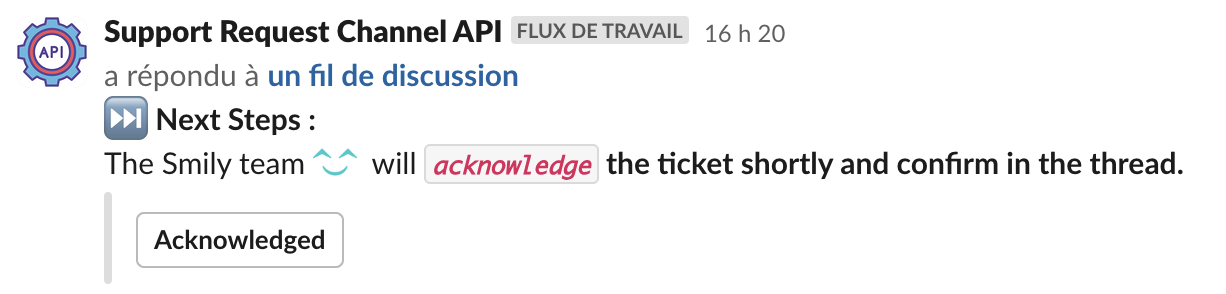 API
Support Request Channel API FLUX DE TRAVAIL 16 h 20
a répondu à un fil de discussion
Next Steps :
The Smily team will acknowledge the ticket shortly and confirm in the thread.
Acknowledged